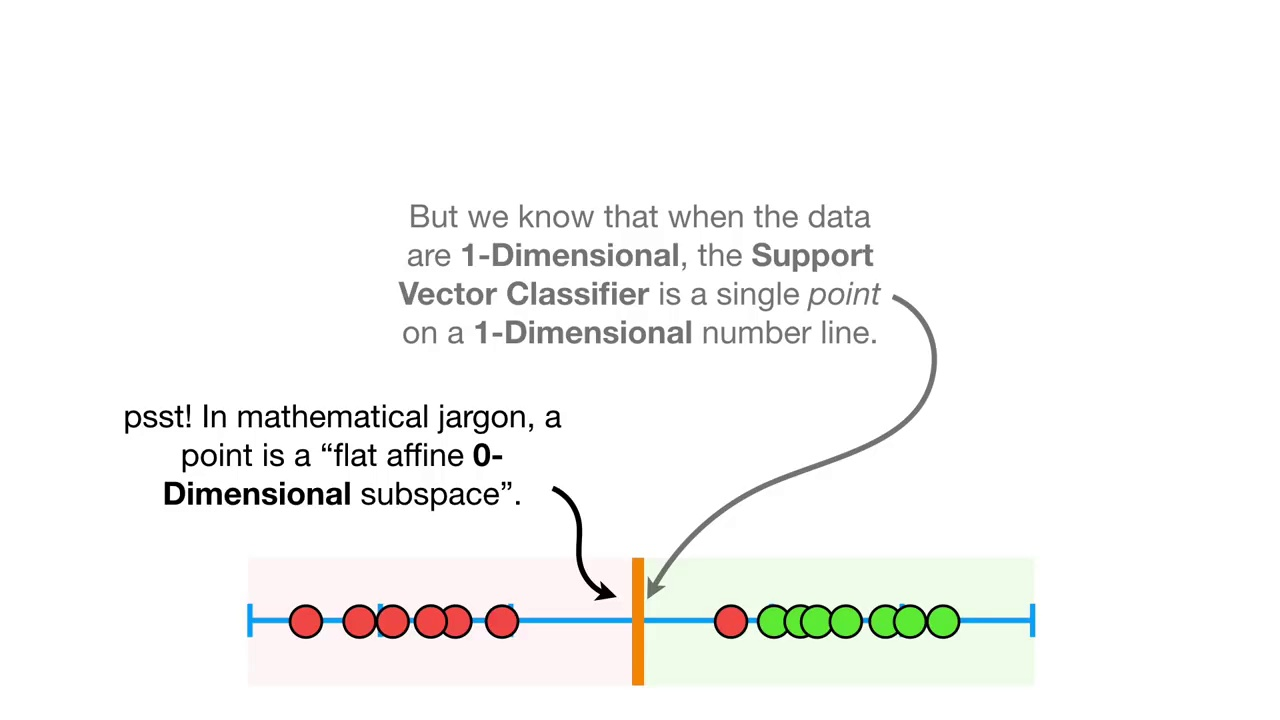 But we know that when the data
are 1-Dimensional, the Support
Vector Classifier is a single point
on a 1-Dimensional number line.
psst! In mathematical jargon, a
point is a “flat affine 0-
Dimensional subspace”.